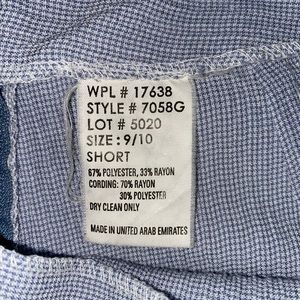 WPL # 17638
STYLE # 7058G
LOT # 5020
SIZE : 9/10
SHORT
67% POLYESTER, 33% RAYON
CORDING: 70% RAYON
30% POLYESTER
DRY CLEAN ONLY
MADE IN UNITED ARAB EMIRATES